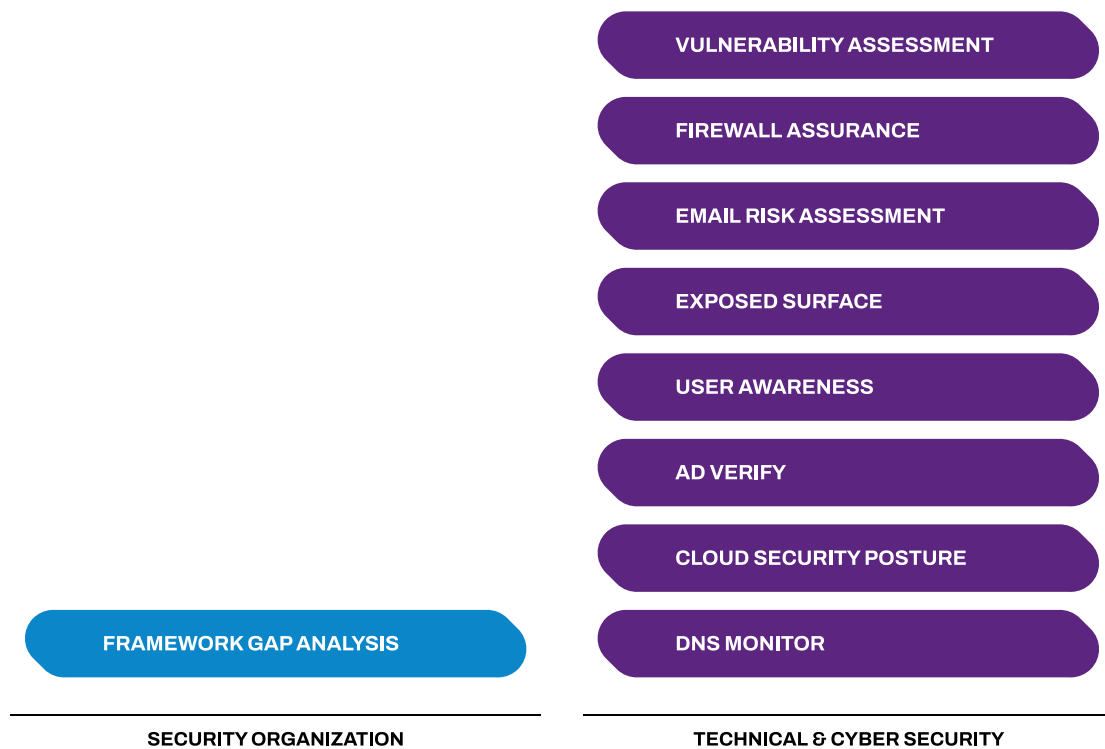 VULNERABILITY ASSESSMENT
FIREWALL ASSURANCE
EMAIL RISK ASSESSMENT
EXPOSED SURFACE
USER AWARENESS
AD VERIFY
CLOUD SECURITY POSTURE
FRAMEWORK GAP ANALYSIS
DNS MONITOR
SECURITY ORGANIZATION
TECHNICAL & CYBER SECURITY